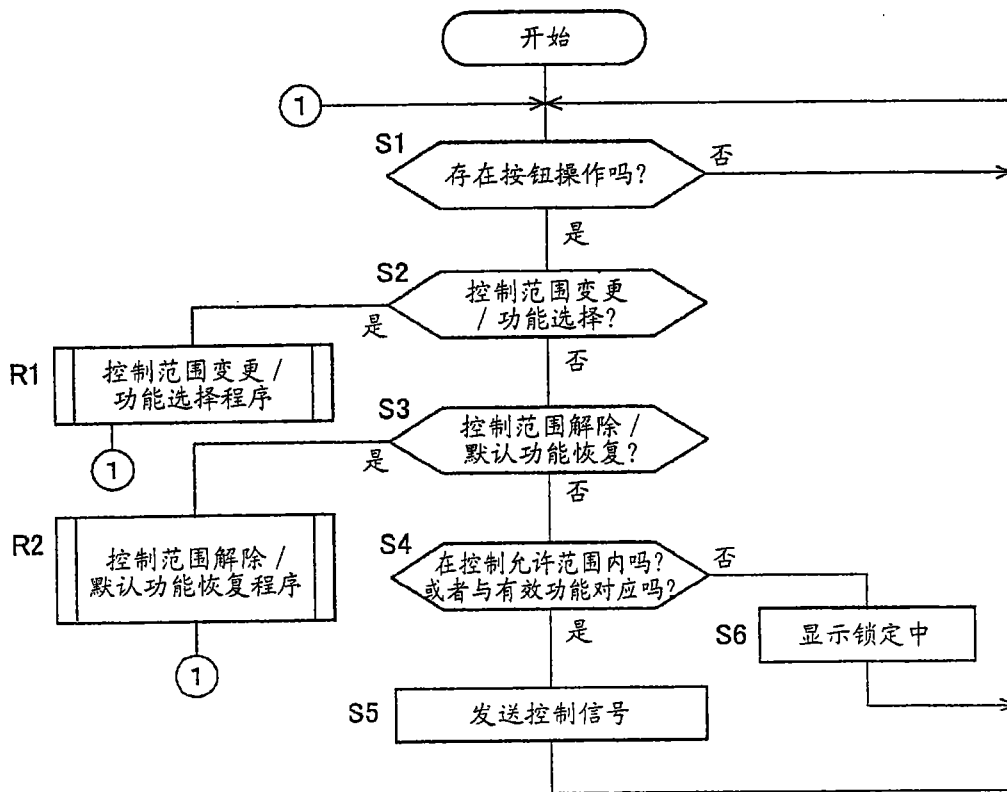 开始
①
S1
存在按钮操作吗？
否
是
S2
控制范围变更
/ 功能选择？
是
否
R1
控制范围变更 /
功能选择程序
①
S3
控制范围解除 /
默认功能恢复？
是
否
R2
控制范围解除 /
默认功能恢复程序
①
S4
在控制允许范围内吗？
或者与有效功能对应吗？
否
是
S6
显示锁定中
S5
发送控制信号